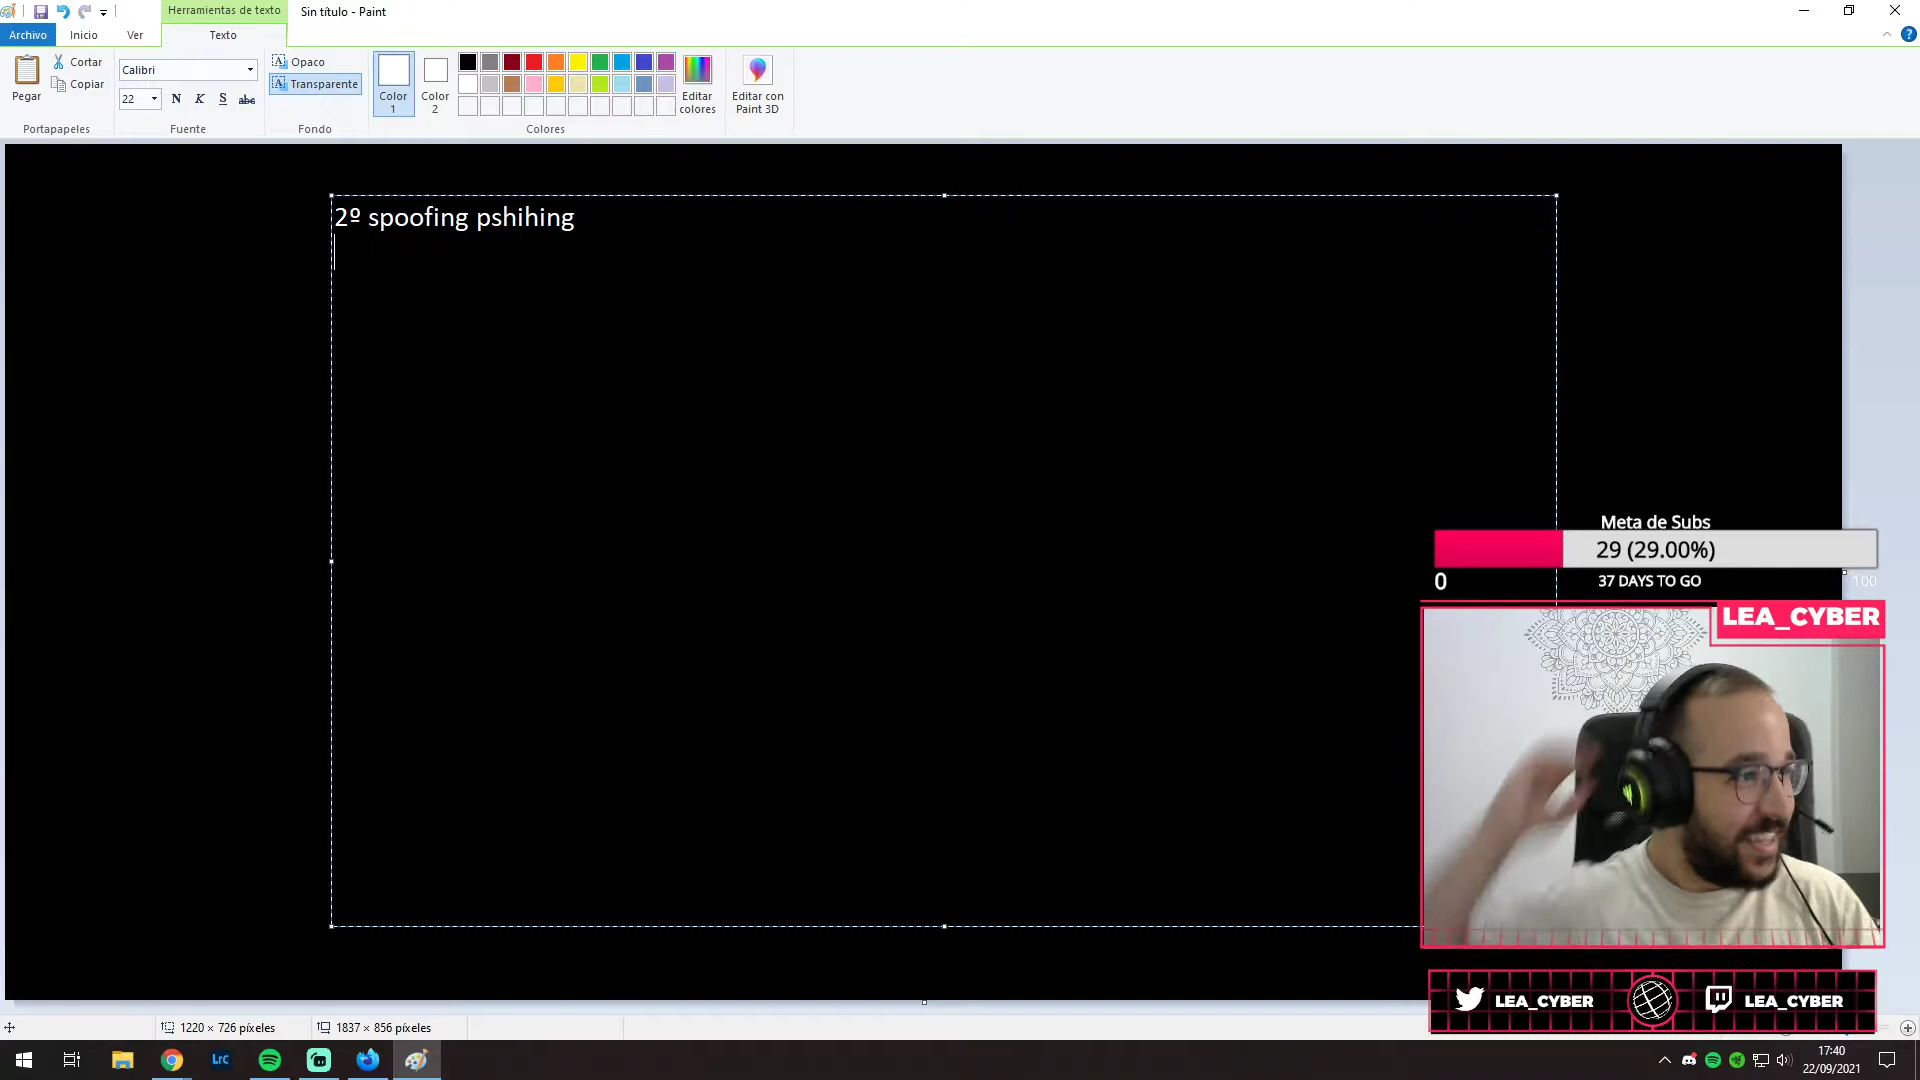 Herramientas de texto
Sin título - Paint
Archivo
Inicio
Ver
Texto
Pegar
Cortar
Copiar
Portapapeles
Calibri
22
N K S abc
Fuente
Opaco
Transparente
Fondo
Color 1
Color 2
Colores
Editar colores
Editar con Paint 3D
2º spoofing pshihing
Meta de Subs
29 (29.00%)
0
37 DAYS TO GO
100
LEA_CYBER
LEA_CYBER
LEA_CYBER
1220 × 726 píxeles
1837 × 856 píxeles
Lrc
17:40
22/09/2021